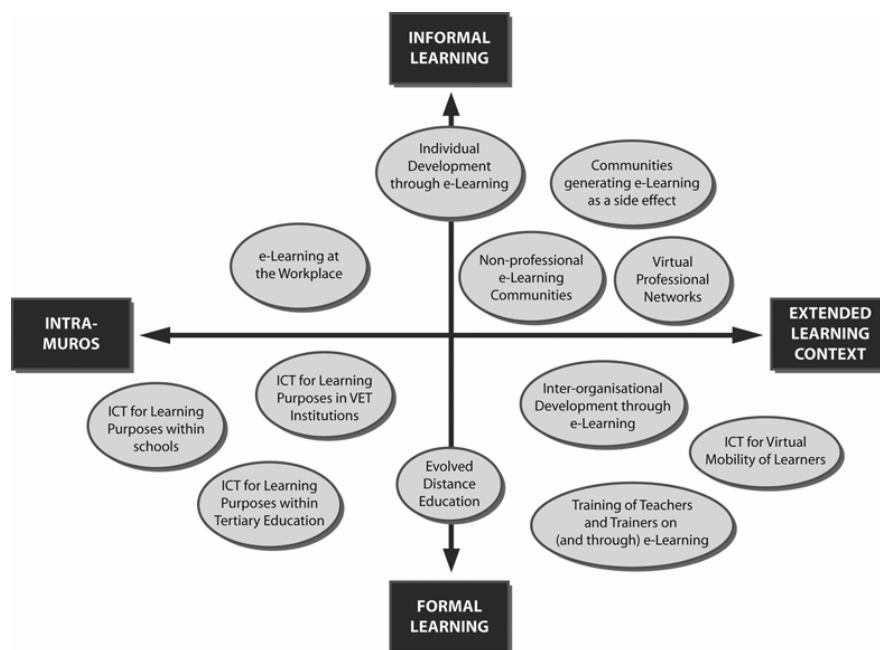 INFORMAL
LEARNING
Individual
Development
through e-Learning
Communities
generating e-Learning
as a side effect
e-Learning at
the Workplace
Non-professional
e-Learning
Communities
Virtual
Professional
Networks
INTRA-
MUROS
EXTENDED
LEARNING
CONTEXT
ICT for Learning
Purposes in VET
Institutions
Inter-organisational
Development through
e-Learning
ICT for Learning
Purposes within
schools
ICT for Virtual
Mobility of Learners
Evolved
Distance
Education
ICT for Learning
Purposes within
Tertiary Education
Training of Teachers
and Trainers on
(and through) e-Learning
FORMAL
LEARNING